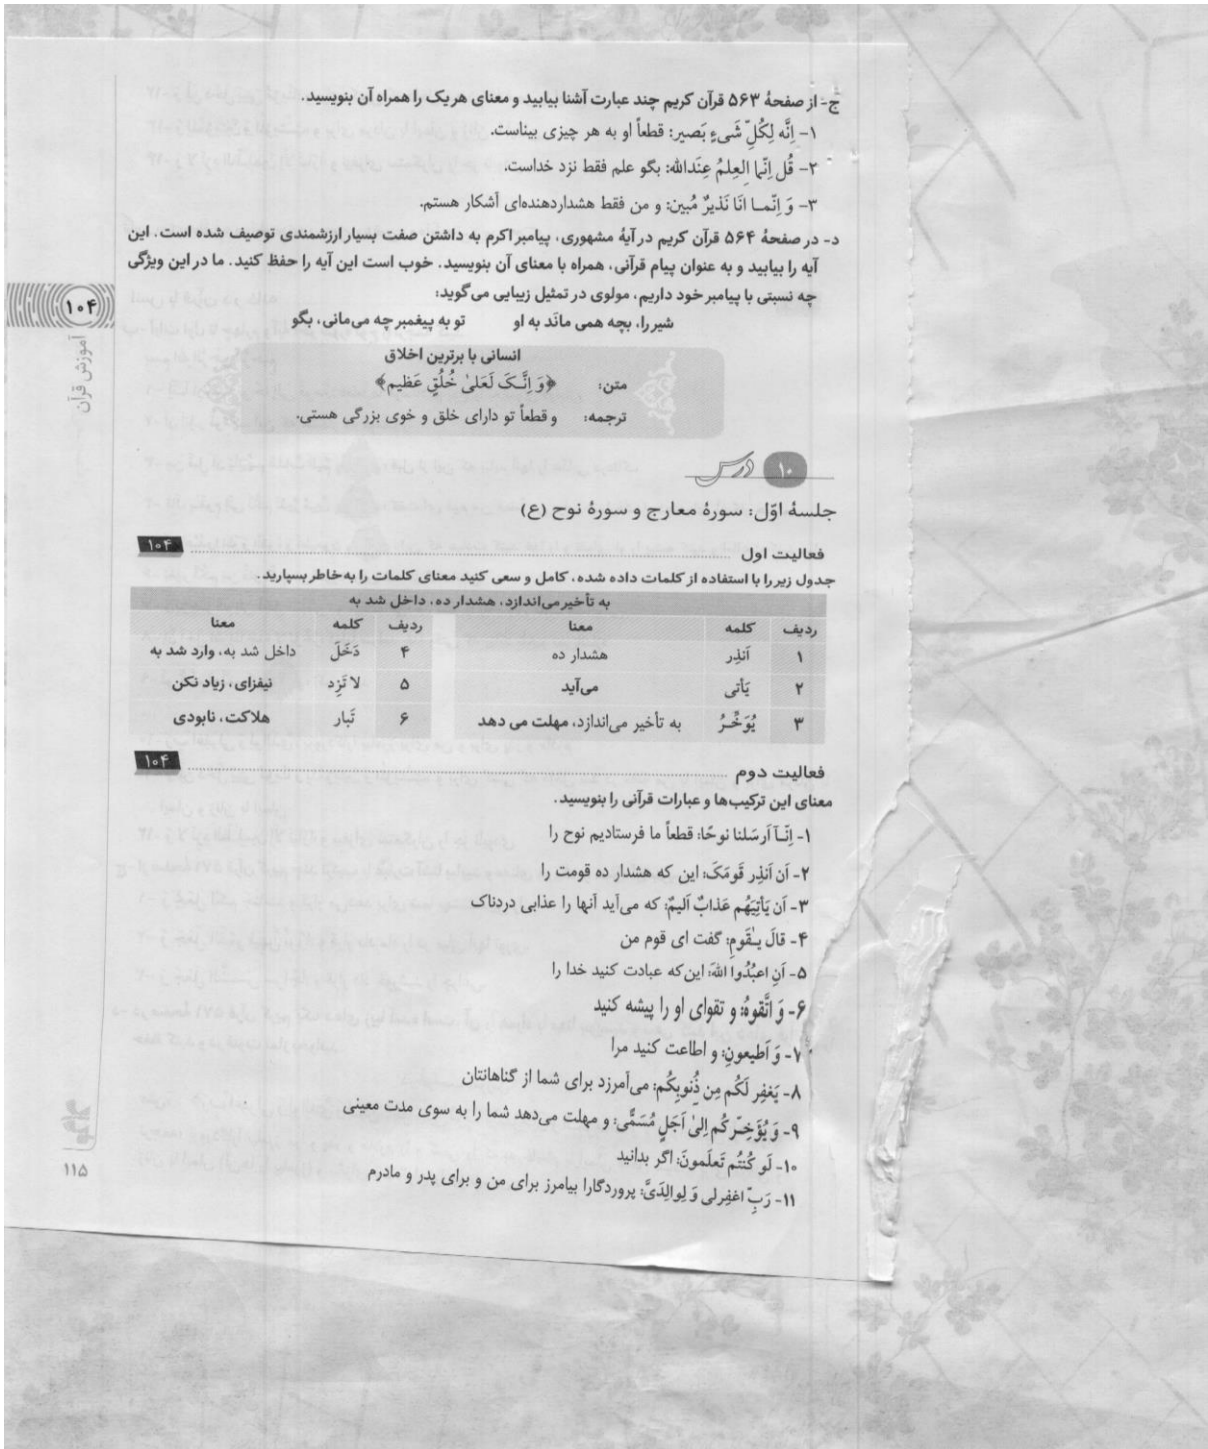 ج- از صفحهٔ ۵۶۳ قرآن کریم چند عبارت آشنا بیابید و معنای هر یک را همراه آن بنویسید.
۱- اِنَّه لِکُلِّ شَیءٍ بَصیر: قطعاً او به هر چیزی بیناست.
۲- قُل اِنَّما العِلمُ عِندَالله: بگو علم فقط نزد خداست.
۳- وَ اِنَّمـا اَنَا نَذیرٌ مُبین: و من فقط هشداردهنده‌ای آشکار هستم.
د- در صفحهٔ ۵۶۴ قرآن کریم در آیهٔ مشهوری، پیامبر اکرم به داشتن صفت بسیار ارزشمندی توصیف شده است. این
آیه را بیابید و به عنوان پیام قرآنی، همراه با معنای آن بنویسید. خوب است این آیه را حفظ کنید. ما در این ویژگی
چه نسبتی با پیامبر خود داریم، مولوی در تمثیل زیبایی می‌گوید:
شیر را، بچه همی مانَد به او تو به پیغمبر چه می‌مانی، بگو
انسانی با برترین اخلاق
متن: ﴿وَ اِنَّـکَ لَعَلیٰ خُلُقٍ عَظیم﴾
ترجمه: و قطعاً تو دارای خلق و خوی بزرگی هستی.
۱۰ درس
جلسهٔ اوّل: سورهٔ معارج و سورهٔ نوح (ع)
فعالیت اول ۱۰۴
جدول زیر را با استفاده از کلمات داده شده، کامل و سعی کنید معنای کلمات را به خاطر بسپارید.
به تأخیر می‌اندازد، هشدار ده، داخل شد به
ردیف کلمه معنا ردیف کلمه معنا
۱ اَنذِر هشدار ده ۴ دَخَلَ داخل شد به، وارد شد به
۲ یَأتی می‌آید ۵ لا تَزِد نیفزای، زیاد نکن
۳ یُوَخِّـرُ به تأخیر می‌اندازد، مهلت می دهد ۶ تَبار هلاکت، نابودی
فعالیت دوم ۱۰۴
معنای این ترکیب‌ها و عبارات قرآنی را بنویسید.
۱- اِنّـآ اَرسَلنا نوحًا: قطعاً ما فرستادیم نوح را
۲- اَن اَنذِر قَومَکَ: این که هشدار ده قومت را
۳- اَن یَأتِیَهُم عَذابٌ اَلیمٌ: که می‌آید آنها را عذابی دردناک
۴- قالَ یـٰقَومِ: گفت ای قوم من
۵- اَنِ اعبُدُوا اللهَ: این‌که عبادت کنید خدا را
۶- وَ اتَّقوهُ: و تقوای او را پیشه کنید
۷- وَ اَطیعونِ: و اطاعت کنید مرا
۸- یَغفِر لَکُم مِن ذُنوبِکُم: می‌آمرزد برای شما از گناهانتان
۹- وَ یُؤَخِّـرکُم اِلیٰ اَجَلٍ مُسَمًّی: و مهلت می‌دهد شما را به سوی مدت معینی
۱۰- لَو کُنتُم تَعلَمونَ: اگر بدانید
۱۱- رَبِّ اغفِرلی وَ لِوالِدَیَّ: پروردگارا بیامرز برای من و برای پدر و مادرم
۱۰۴
آموزش قرآن
گاج
۱۱۵